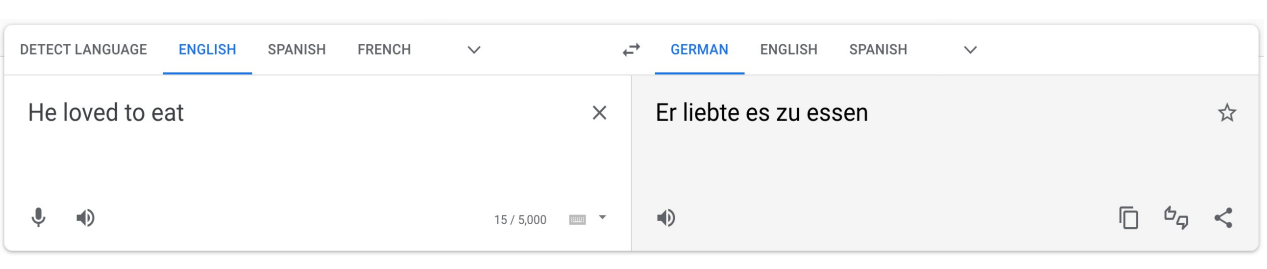 DETECT LANGUAGE ENGLISH SPANISH FRENCH GERMAN ENGLISH SPANISH
He loved to eat
Er liebte es zu essen
15 / 5,000